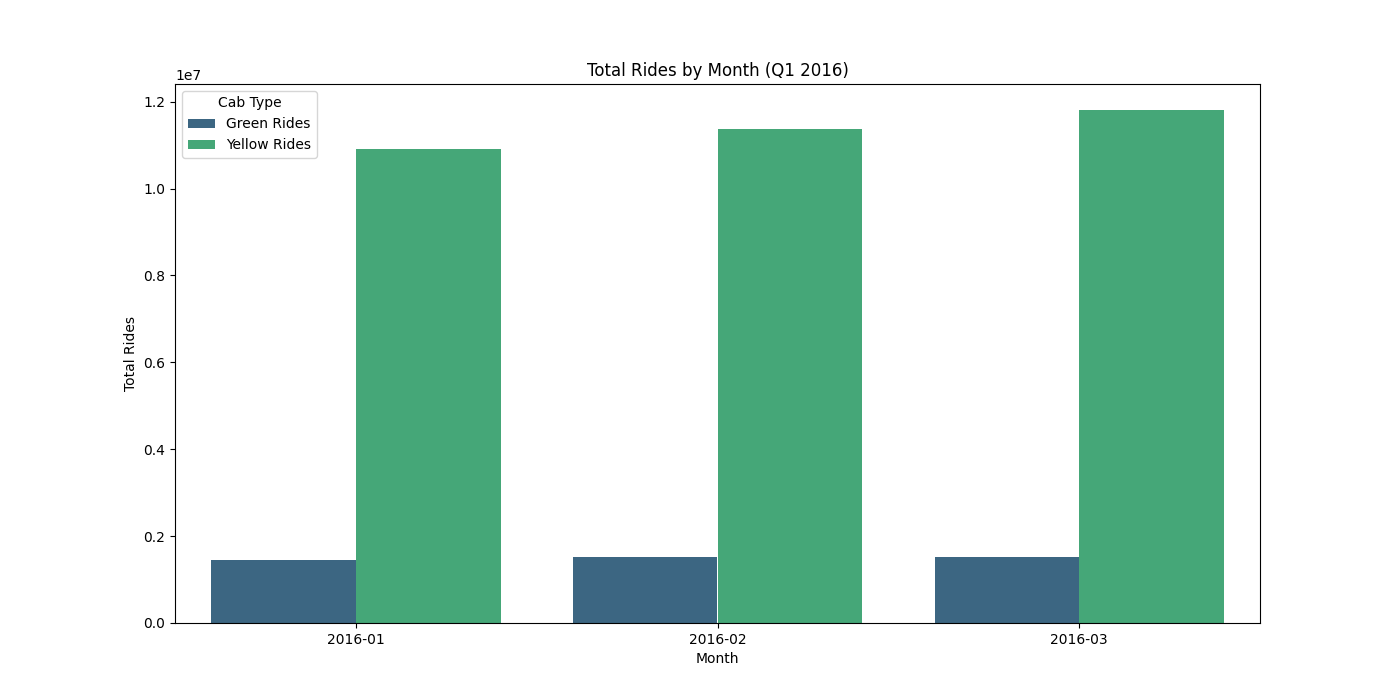 Total Rides by Month (Q1 2016)
1e7
Cab Type
Green Rides
Yellow Rides
1.2
1.0
0.8
0.6
0.4
0.2
0.0
Total Rides
2016-01 2016-02 2016-03
Month